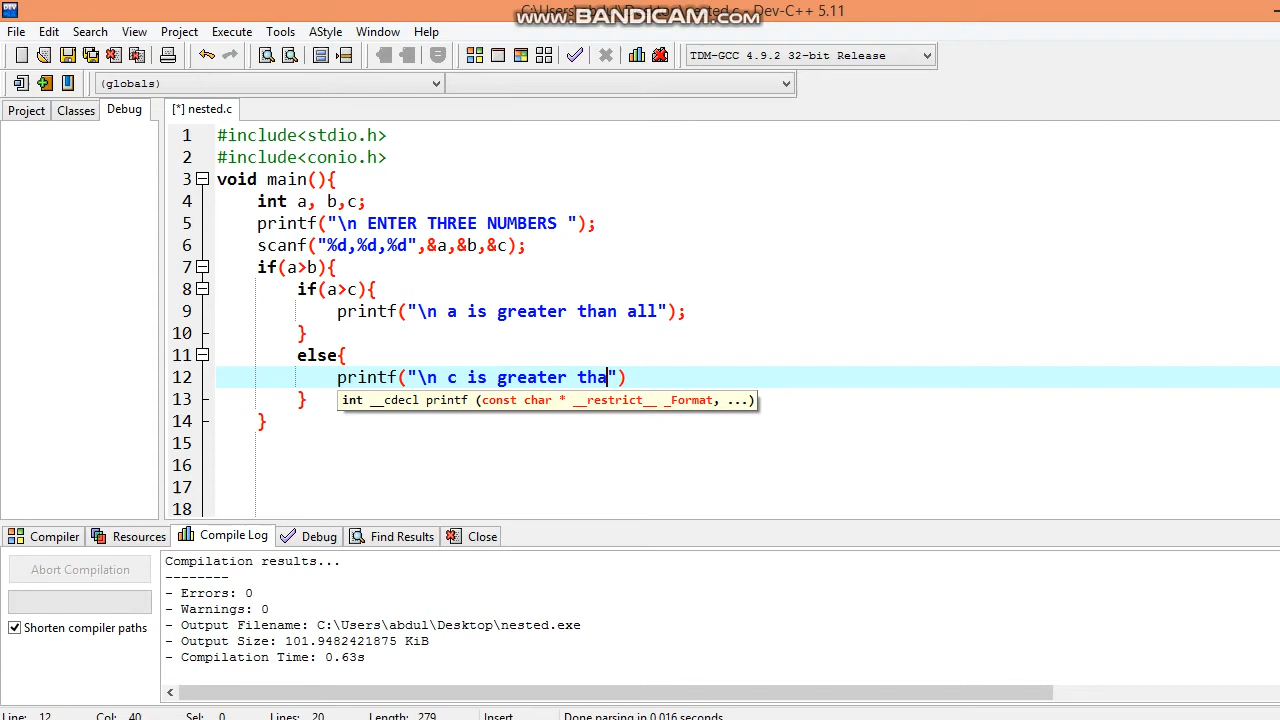 www.BANDICAM.com
C:\Users\abdul\Desktop\nested.c - Dev-C++ 5.11
File Edit Search View Project Execute Tools AStyle Window Help
TDM-GCC 4.9.2 32-bit Release
(globals)
Project Classes Debug [*] nested.c
1 #include<stdio.h>
2 #include<conio.h>
3 void main(){
4 int a, b,c;
5 printf("\n ENTER THREE NUMBERS ");
6 scanf("%d,%d,%d",&a,&b,&c);
7 if(a>b){
8 if(a>c){
9 printf("\n a is greater than all");
10 }
11 else{
12 printf("\n c is greater tha")
13 }
int __cdecl printf (const char * __restrict__ _Format, ...)
14 }
15
16
17
18
Compiler Resources Compile Log Debug Find Results Close
Abort Compilation
Shorten compiler paths
Compilation results...
--------
- Errors: 0
- Warnings: 0
- Output Filename: C:\Users\abdul\Desktop\nested.exe
- Output Size: 101.9482421875 KiB
- Compilation Time: 0.63s
Line: 12 Col: 40 Sel: 0 Lines: 20 Length: 279 Insert Done parsing in 0.016 seconds